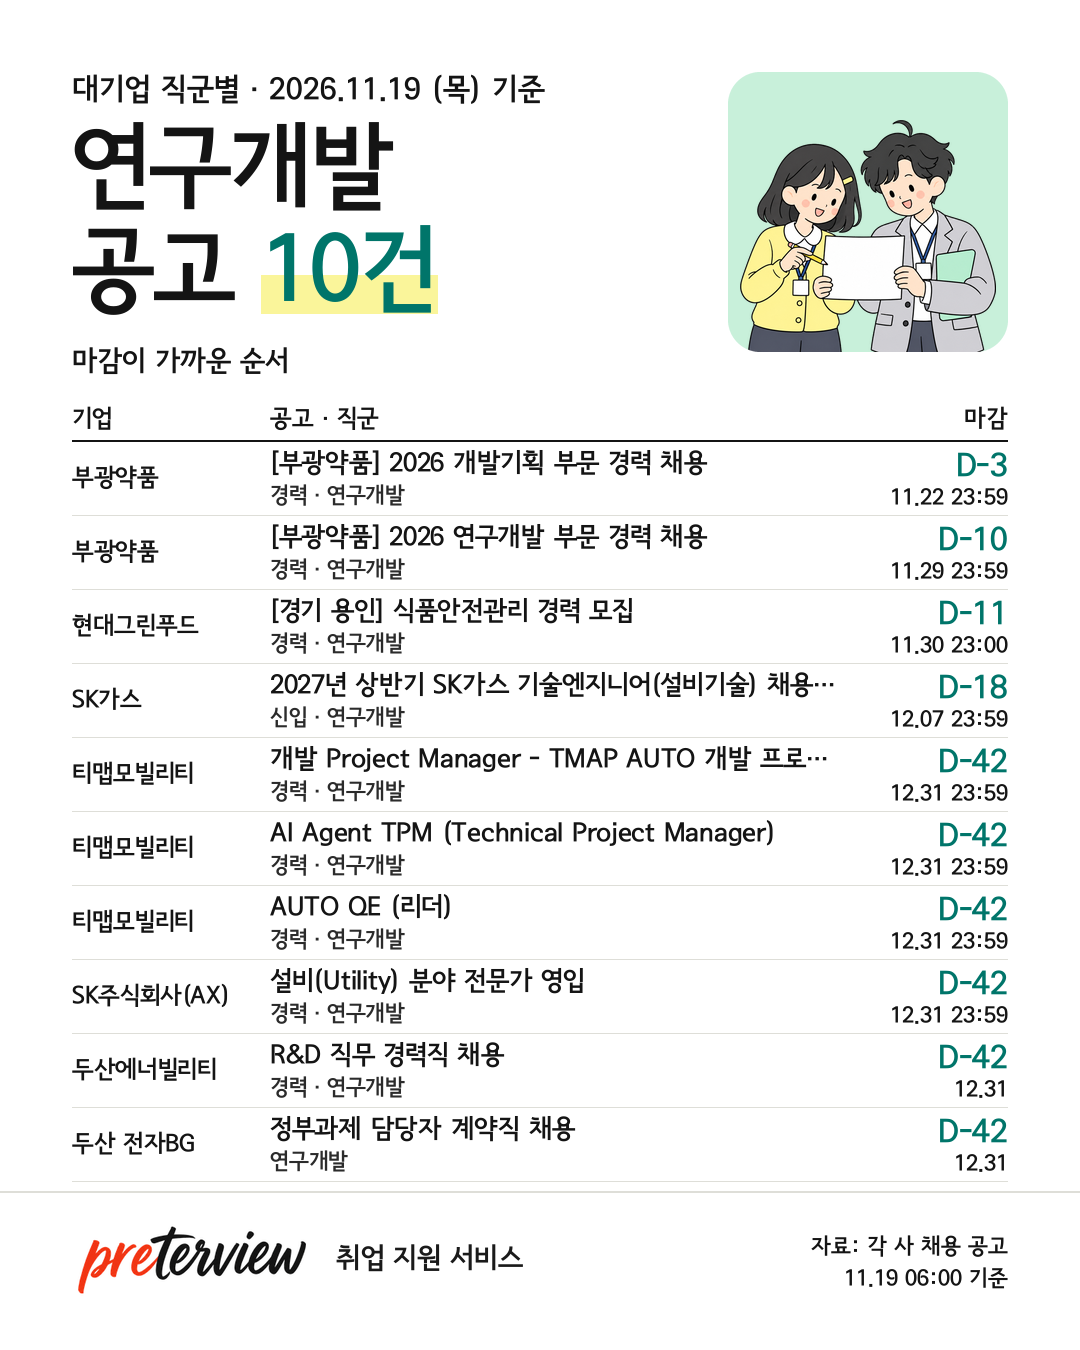 대기업 직군별 · 2026.11.19 (목) 기준
연구개발
공고 10건
마감이 가까운 순서
기업 공고 · 직군 마감
부광약품 [부광약품] 2026 개발기획 부문 경력 채용 D-3
경력 · 연구개발 11.22 23:59
부광약품 [부광약품] 2026 연구개발 부문 경력 채용 D-10
경력 · 연구개발 11.29 23:59
현대그린푸드 [경기 용인] 식품안전관리 경력 모집 D-11
경력 · 연구개발 11.30 23:00
SK가스 2027년 상반기 SK가스 기술엔지니어(설비기술) 채용… D-18
신입 · 연구개발 12.07 23:59
티맵모빌리티 개발 Project Manager - TMAP AUTO 개발 프로… D-42
경력 · 연구개발 12.31 23:59
티맵모빌리티 AI Agent TPM (Technical Project Manager) D-42
경력 · 연구개발 12.31 23:59
티맵모빌리티 AUTO QE (리더) D-42
경력 · 연구개발 12.31 23:59
SK주식회사(AX) 설비(Utility) 분야 전문가 영입 D-42
경력 · 연구개발 12.31 23:59
두산에너빌리티 R&D 직무 경력직 채용 D-42
경력 · 연구개발 12.31
두산 전자BG 정부과제 담당자 계약직 채용 D-42
연구개발 12.31
preterview 취업 지원 서비스
자료: 각 사 채용 공고
11.19 06:00 기준